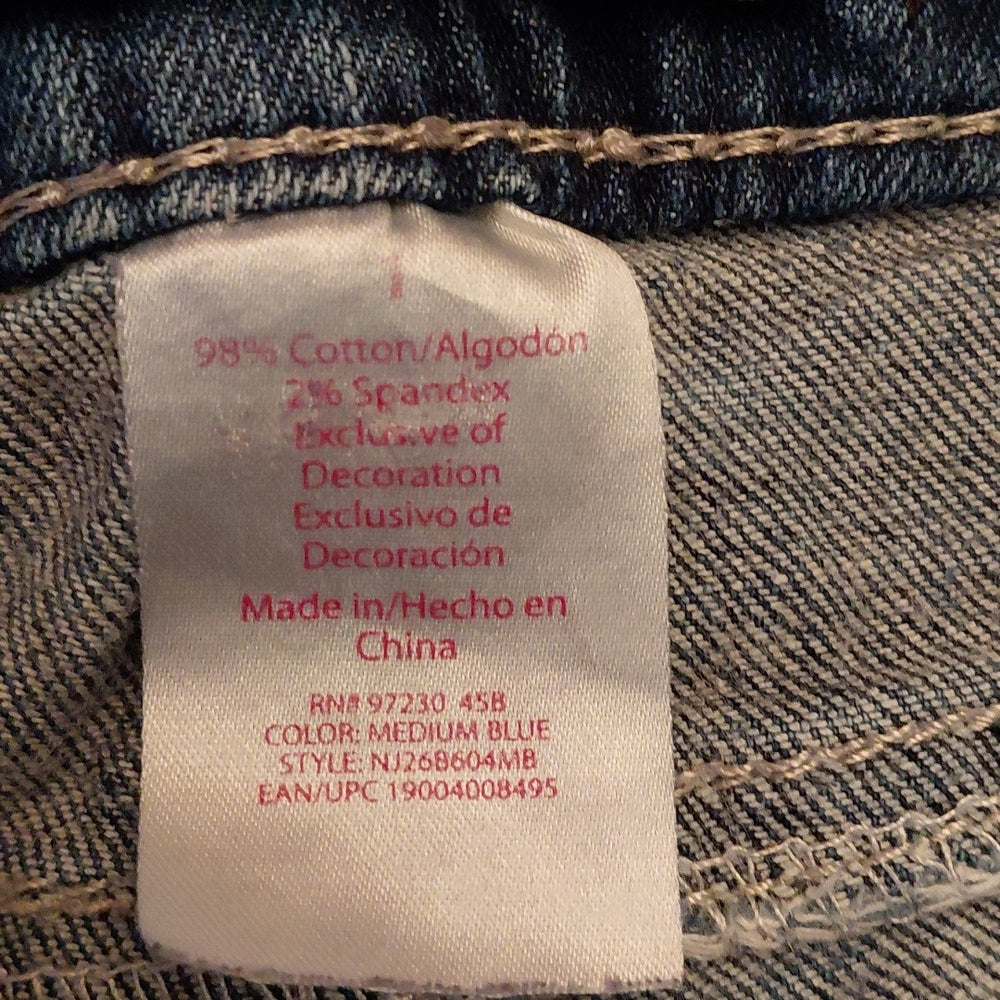 98% Cotton/Algodón
2% Spandex
Exclusive of
Decoration
Exclusivo de
Decoración
Made in/Hecho en
China
RN# 97230 45B
COLOR: MEDIUM BLUE
STYLE: NJ268604MB
EAN/UPC 19004008495